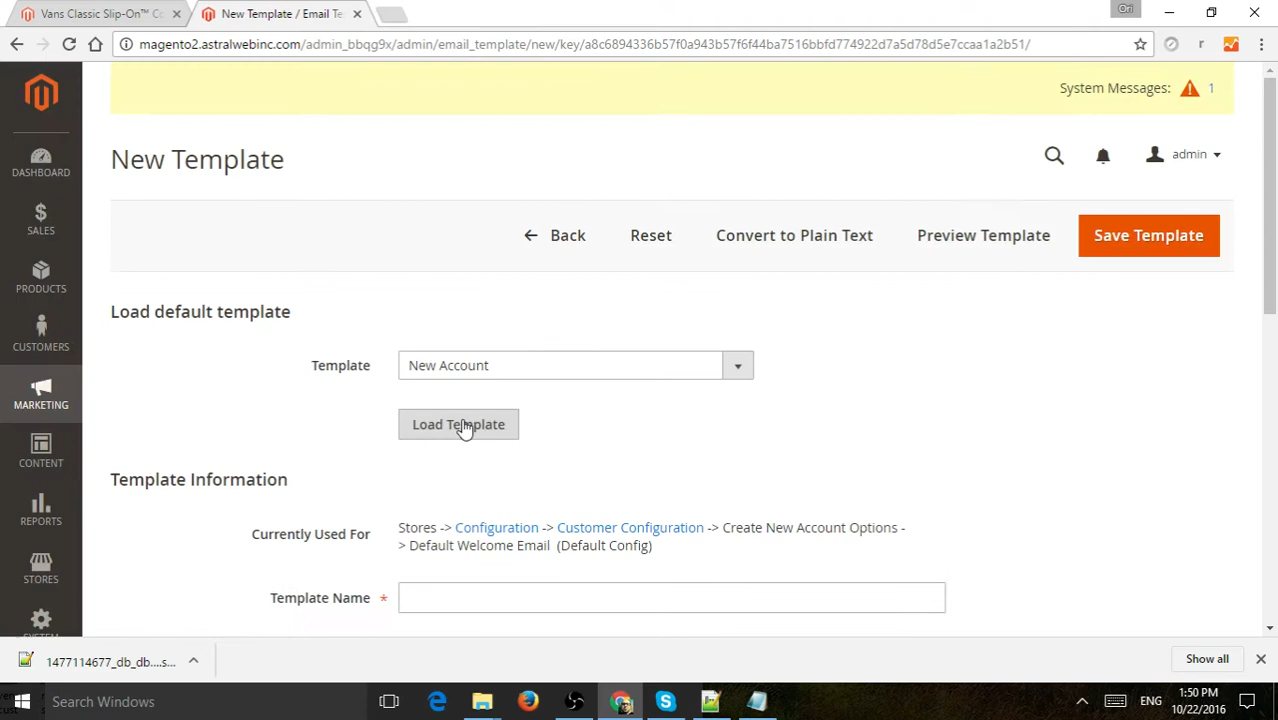 Vans Classic Slip-On™ Co
New Template / Email Te
Ori
magento2.astralwebinc.com/admin_bbqg9x/admin/email_template/new/key/a8c6894336b57f0a943b57f6f44ba7516bbfd774922d7a5d78d5e7ccaa1a2b51/
System Messages: 1
New Template
admin
Back
Reset
Convert to Plain Text
Preview Template
Save Template
DASHBOARD
SALES
PRODUCTS
CUSTOMERS
MARKETING
CONTENT
REPORTS
STORES
SYSTEM
Load default template
Template
New Account
Load Template
Template Information
Currently Used For
Stores -> Configuration -> Customer Configuration -> Create New Account Options -
> Default Welcome Email (Default Config)
Template Name *
1477114677_db_db....s...
Show all
Search Windows
ENG
1:50 PM
10/22/2016